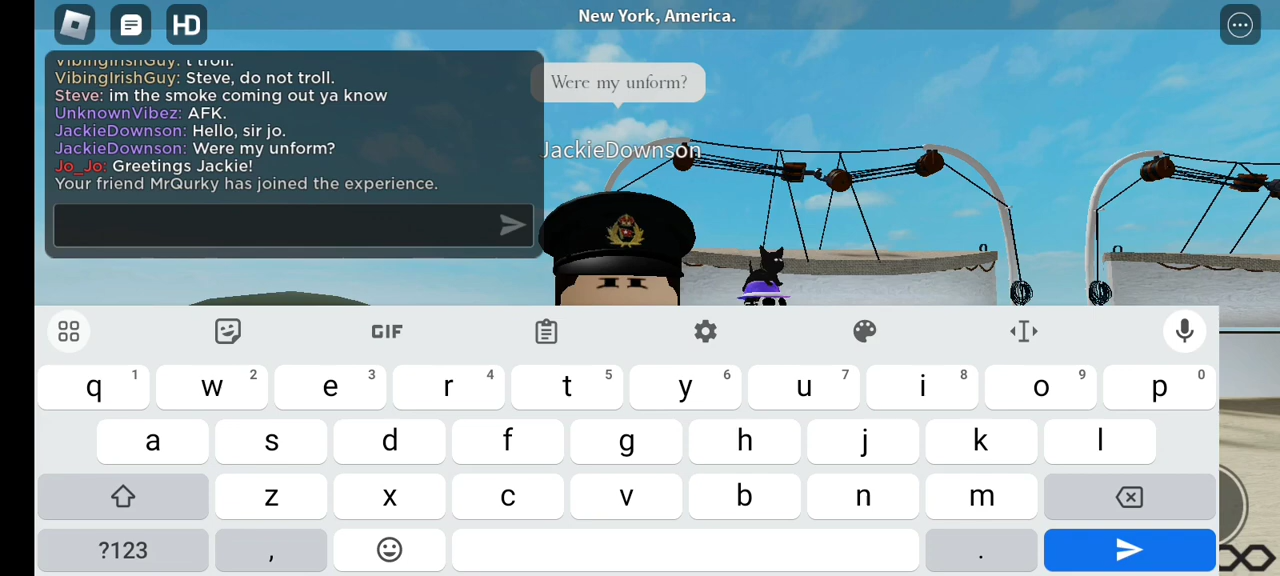 New York, America.
HD
VibingIrishGuy: t troll.
VibingIrishGuy: Steve, do not troll.
Steve: im the smoke coming out ya know
UnknownVibez: AFK.
JackieDownson: Hello, sir jo.
JackieDownson: Were my unform?
Jo_Jo: Greetings Jackie!
Your friend MrQurky has joined the experience.
Were my unform?
JackieDownson
GIF
q 1 w 2 e 3 r 4 t 5 y 6 u 7 i 8 o 9 p 0
a s d f g h j k l
z x c v b n m
?123 , .